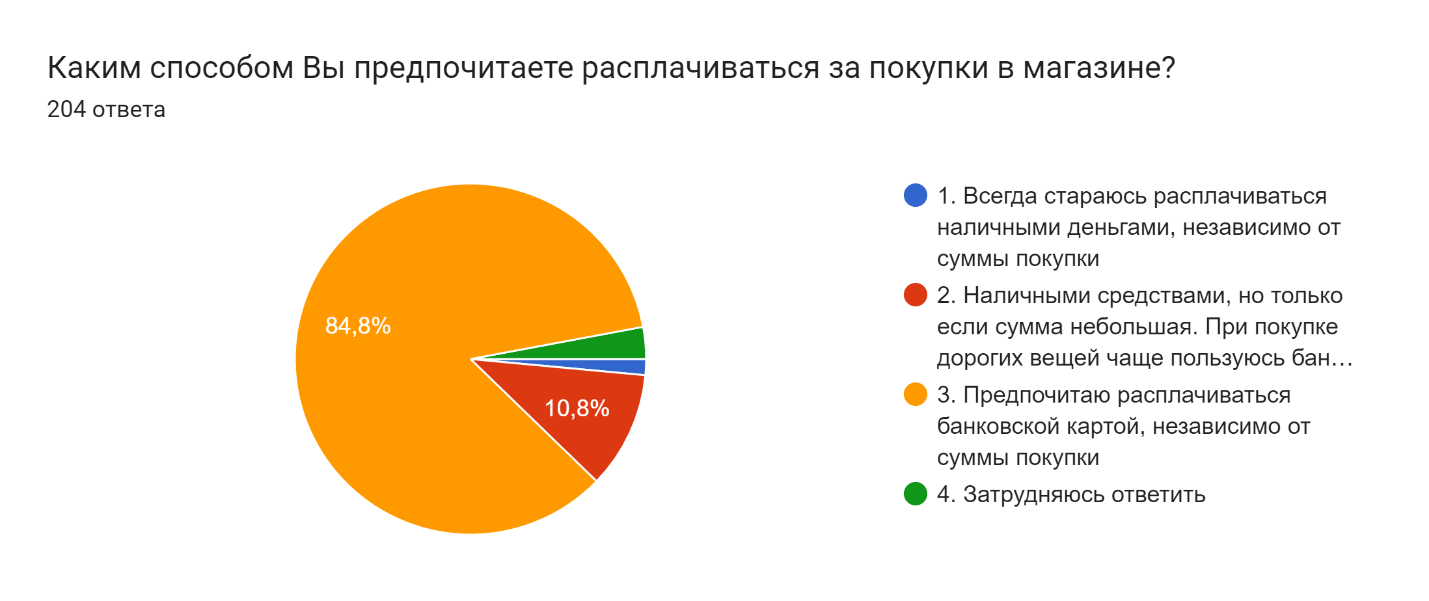 Каким способом Вы предпочитаете расплачиваться за покупки в магазине?
204 ответа
84,8%
10,8%
1. Всегда стараюсь расплачиваться
наличными деньгами, независимо от
суммы покупки
2. Наличными средствами, но только
если сумма небольшая. При покупке
дорогих вещей чаще пользуюсь бан…
3. Предпочитаю расплачиваться
банковской картой, независимо от
суммы покупки
4. Затрудняюсь ответить